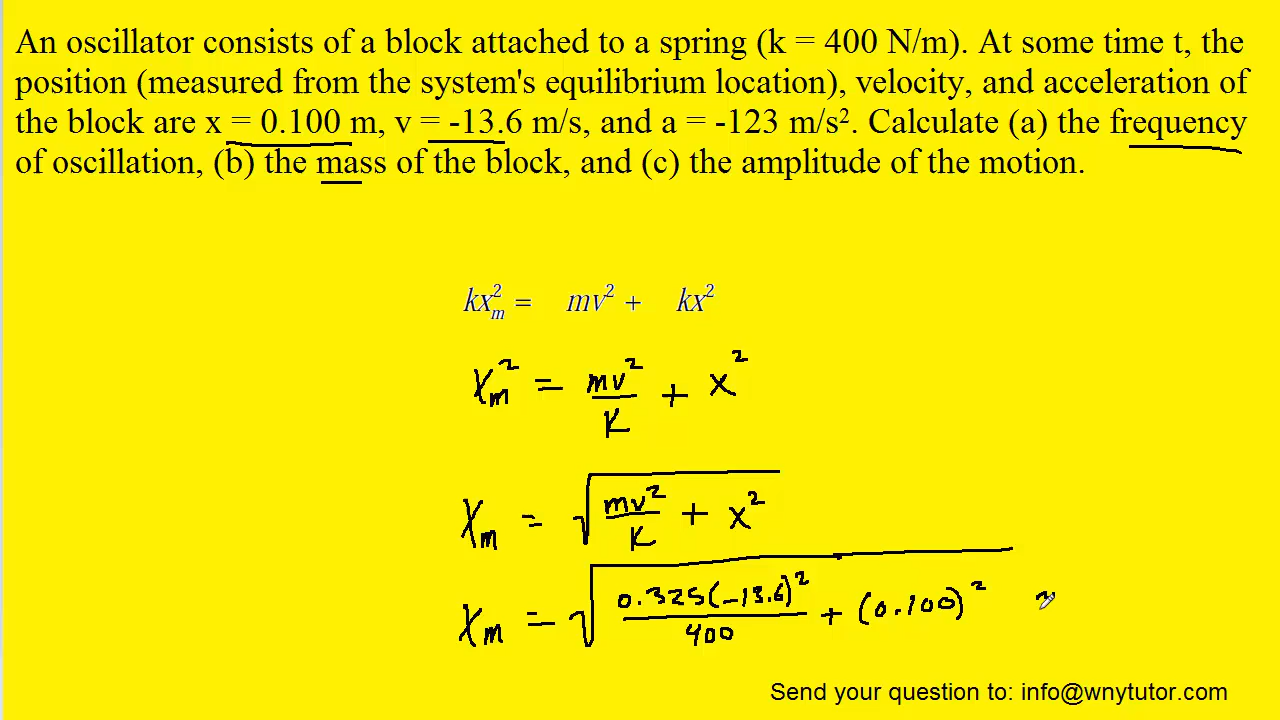 An oscillator consists of a block attached to a spring (k = 400 N/m). At some time t, the
position (measured from the system's equilibrium location), velocity, and acceleration of
the block are x = 0.100 m, v = -13.6 m/s, and a = -123 m/s². Calculate (a) the frequency
of oscillation, (b) the mass of the block, and (c) the amplitude of the motion.
kx²ₘ = mv² + kx²
Xₘ² = mv²/K + x²
Xₘ = √(mv²/K + x²)
Xₘ = √(0.325(-13.6)²/400 + (0.100)²)
Send your question to: info@wnytutor.com